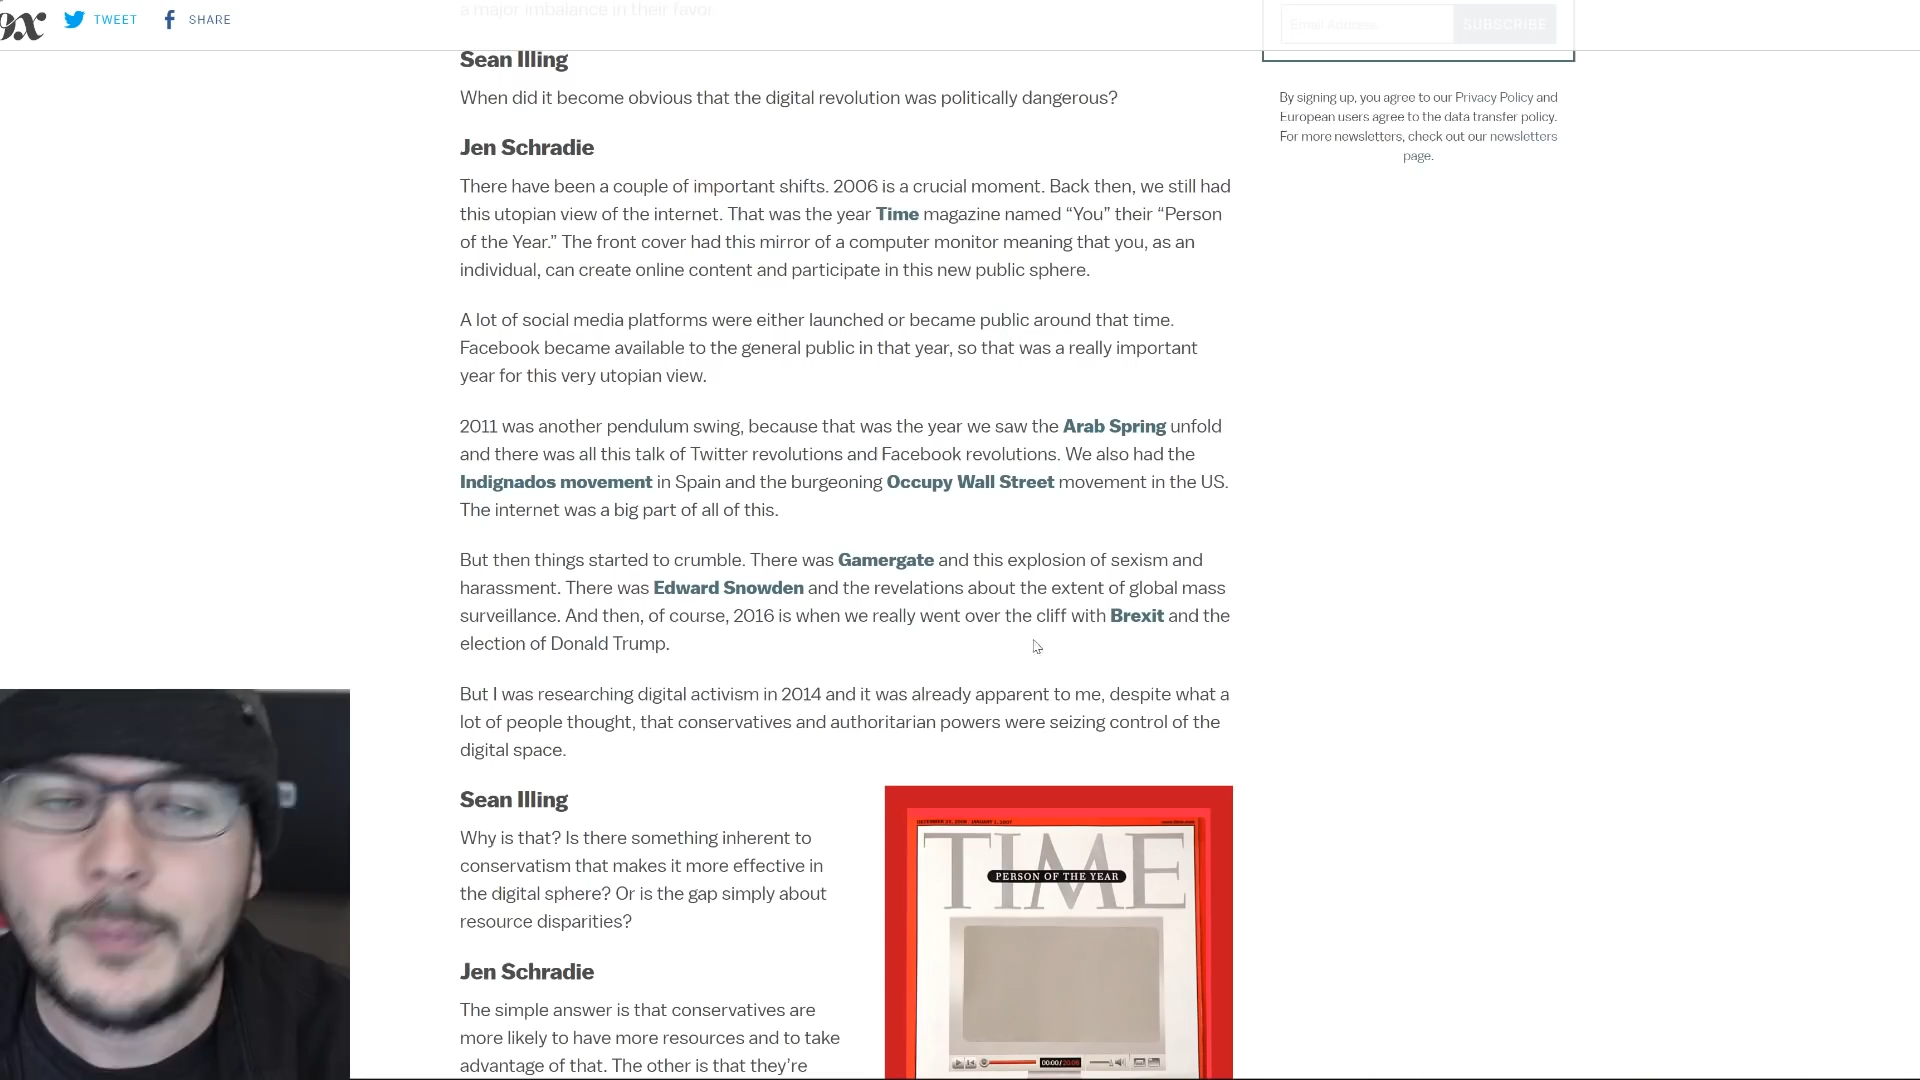 TWEET
SHARE
a major imbalance in their favor.
Email Address
SUBSCRIBE
Sean Illing
When did it become obvious that the digital revolution was politically dangerous?
Jen Schradie
There have been a couple of important shifts. 2006 is a crucial moment. Back then, we still had
this utopian view of the internet. That was the year Time magazine named “You” their “Person
of the Year.” The front cover had this mirror of a computer monitor meaning that you, as an
individual, can create online content and participate in this new public sphere.
A lot of social media platforms were either launched or became public around that time.
Facebook became available to the general public in that year, so that was a really important
year for this very utopian view.
2011 was another pendulum swing, because that was the year we saw the Arab Spring unfold
and there was all this talk of Twitter revolutions and Facebook revolutions. We also had the
Indignados movement in Spain and the burgeoning Occupy Wall Street movement in the US.
The internet was a big part of all of this.
But then things started to crumble. There was Gamergate and this explosion of sexism and
harassment. There was Edward Snowden and the revelations about the extent of global mass
surveillance. And then, of course, 2016 is when we really went over the cliff with Brexit and the
election of Donald Trump.
But I was researching digital activism in 2014 and it was already apparent to me, despite what a
lot of people thought, that conservatives and authoritarian powers were seizing control of the
digital space.
Sean Illing
Why is that? Is there something inherent to
conservatism that makes it more effective in
the digital sphere? Or is the gap simply about
resource disparities?
Jen Schradie
The simple answer is that conservatives are
more likely to have more resources and to take
advantage of that. The other is that they’re
TIME
PERSON OF THE YEAR
By signing up, you agree to our Privacy Policy and
European users agree to the data transfer policy.
For more newsletters, check out our newsletters
page.